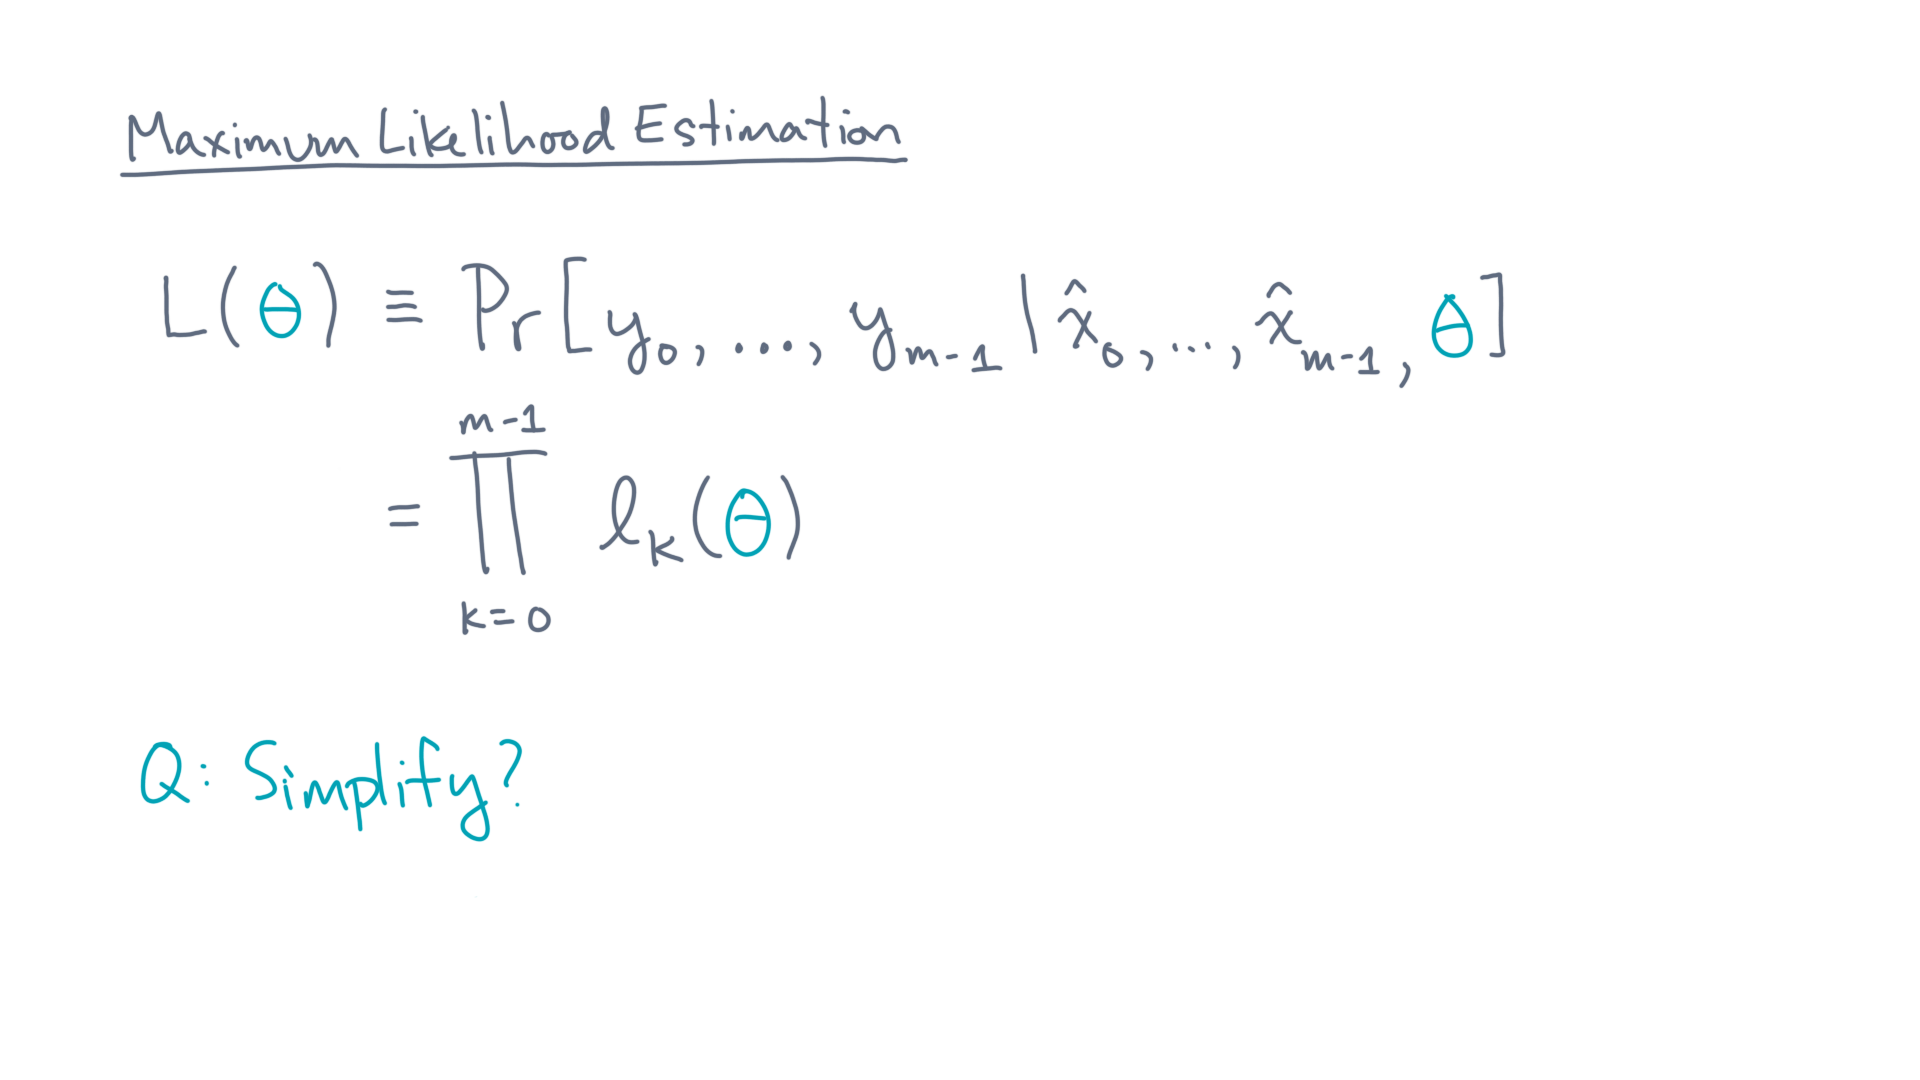 Maximum Likelihood Estimation
L(θ) ≡ Pr[y₀, ..., yₘ₋₁ | x̂₀, ..., x̂ₘ₋₁, θ]
m-1
= ∏ ℓₖ(θ)
k=0
Q: Simplify?